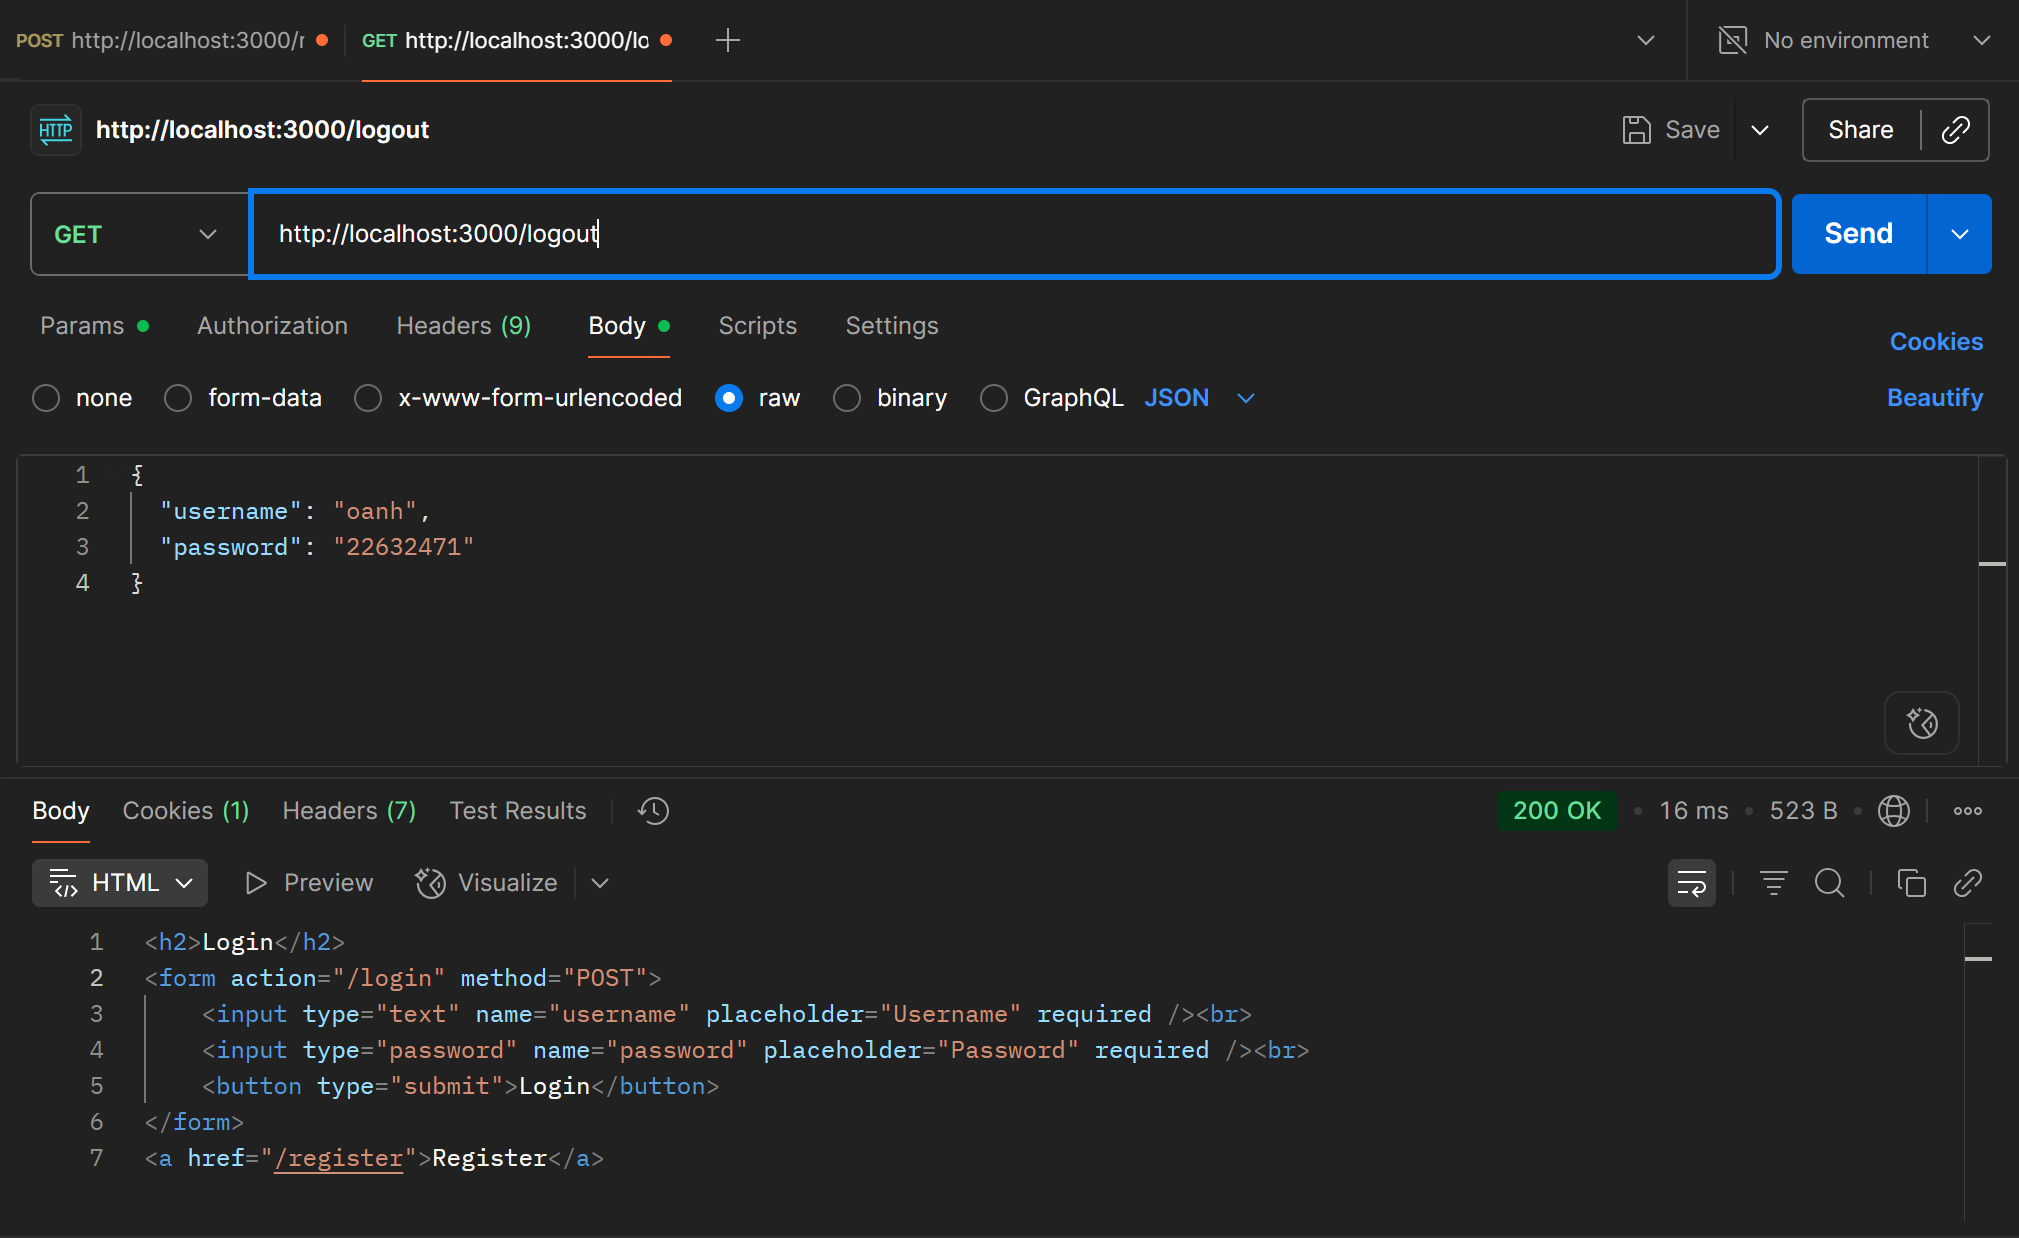 POST http://localhost:3000/r
GET http://localhost:3000/lo
No environment
HTTP http://localhost:3000/logout
Save
Share
GET
http://localhost:3000/logout
Send
Params
Authorization
Headers (9)
Body
Scripts
Settings
Cookies
none
form-data
x-www-form-urlencoded
raw
binary
GraphQL
JSON
Beautify
1 {
2 "username": "oanh",
3 "password": "22632471"
4 }
Body
Cookies (1)
Headers (7)
Test Results
200 OK
16 ms
523 B
HTML
Preview
Visualize
1 <h2>Login</h2>
2 <form action="/login" method="POST">
3 <input type="text" name="username" placeholder="Username" required /><br>
4 <input type="password" name="password" placeholder="Password" required /><br>
5 <button type="submit">Login</button>
6 </form>
7 <a href="/register">Register</a>